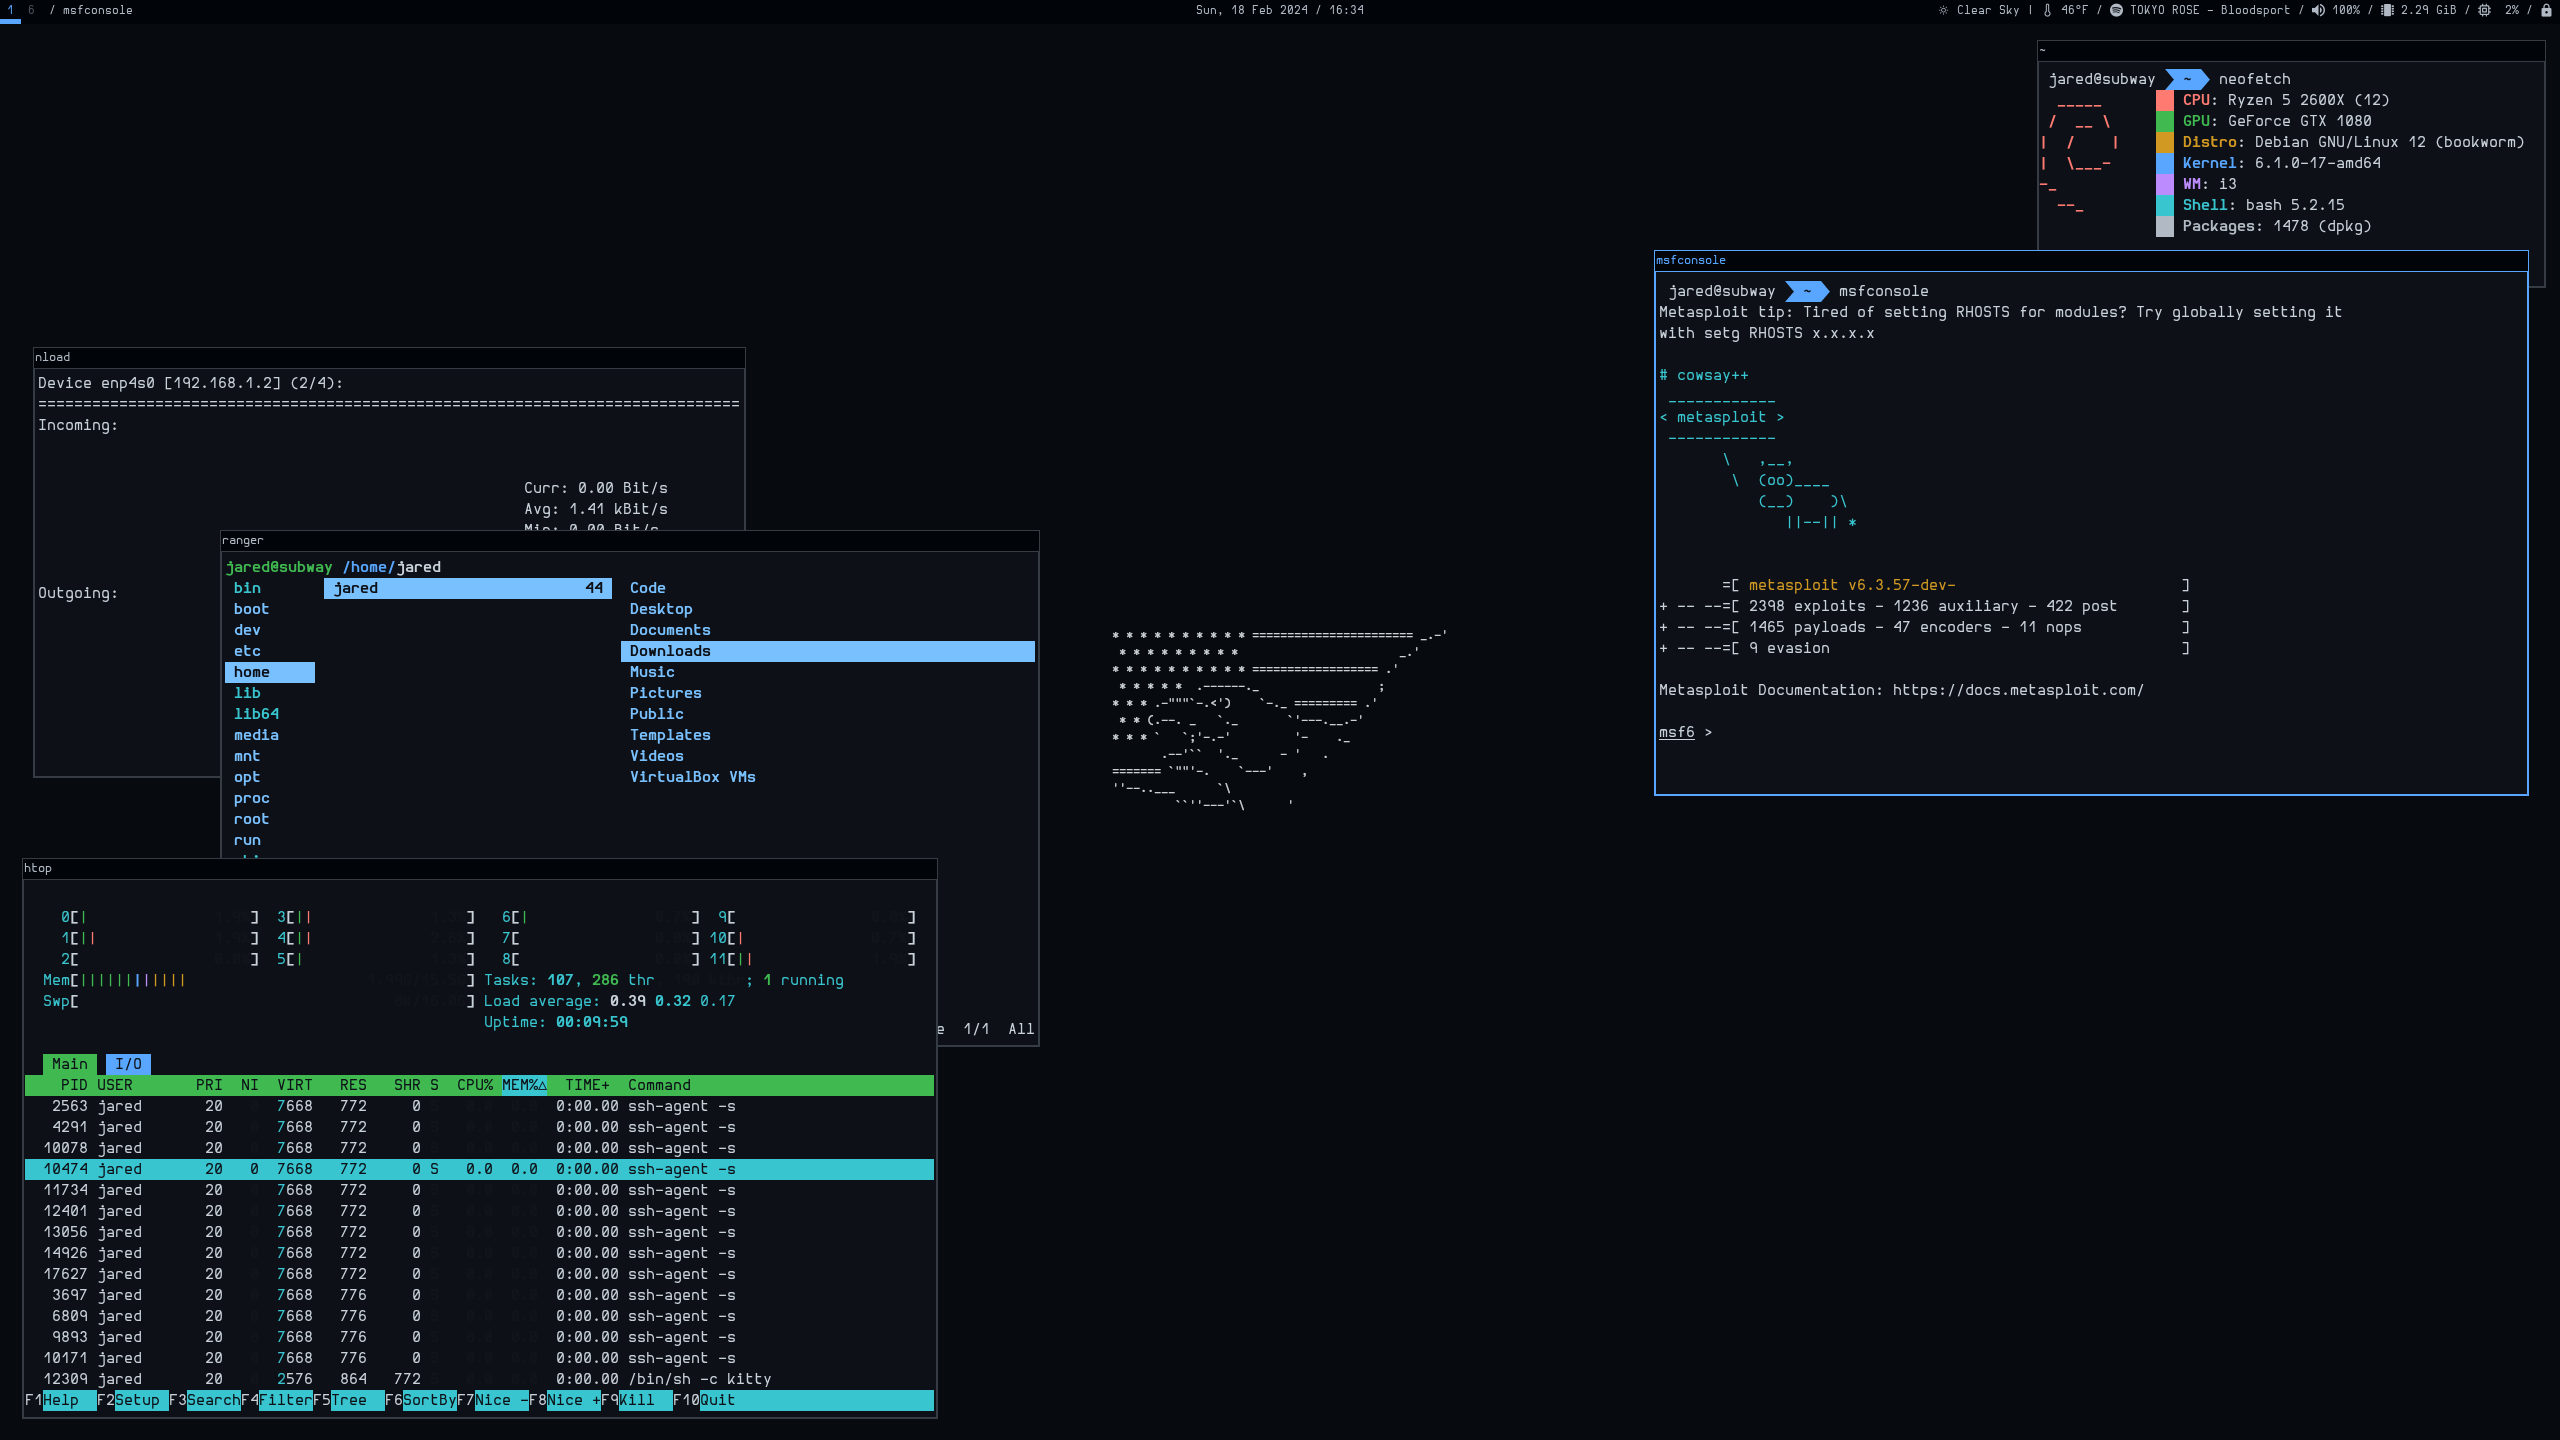 1 6 / msfconsole
Sun, 18 Feb 2024 / 16:34
Clear Sky | 46°F / TOKYO ROSE - Bloodsport / 100% / 2.29 GiB / 2% /
~
jared@subway ~ neofetch
CPU: Ryzen 5 2600X (12)
GPU: GeForce GTX 1080
Distro: Debian GNU/Linux 12 (bookworm)
Kernel: 6.1.0-17-amd64
WM: i3
Shell: bash 5.2.15
Packages: 1478 (dpkg)
msfconsole
jared@subway ~ msfconsole
Metasploit tip: Tired of setting RHOSTS for modules? Try globally setting it
with setg RHOSTS x.x.x.x
# cowsay++
____________
< metasploit >
------------
\   ,__,
\  (oo)____
(__)    )\
||--|| *
=[ metasploit v6.3.57-dev- ]
+ -- --=[ 2398 exploits - 1236 auxiliary - 422 post ]
+ -- --=[ 1465 payloads - 47 encoders - 11 nops ]
+ -- --=[ 9 evasion ]
Metasploit Documentation: https://docs.metasploit.com/
msf6 >
nload
Device enp4s0 [192.168.1.2] (2/4):
Incoming:
Curr: 0.00 Bit/s
Avg: 1.41 kBit/s
Min: 0.00 Bit/s
Outgoing:
ranger
jared@subway /home/jared
bin jared 44 Code
boot Desktop
dev Documents
etc Downloads
home Music
lib Pictures
lib64 Public
media Templates
mnt Videos
opt VirtualBox VMs
proc
root
run
1/1 All
htop
0[| ] 3[|| ] 6[| ] 9[ ]
1[|| ] 4[|| ] 7[ ] 10[| ]
2[ ] 5[| ] 8[ ] 11[|| ]
Mem[|||||||||||| ] Tasks: 107, 286 thr ; 1 running
Swp[ ] Load average: 0.39 0.32 0.17
Uptime: 00:09:59
Main I/O
PID USER PRI NI VIRT RES SHR S CPU% MEM%△ TIME+ Command
2563 jared 20 7668 772 0 0:00.00 ssh-agent -s
4291 jared 20 7668 772 0 0:00.00 ssh-agent -s
10078 jared 20 7668 772 0 0:00.00 ssh-agent -s
10474 jared 20 0 7668 772 0 S 0.0 0.0 0:00.00 ssh-agent -s
11734 jared 20 7668 772 0 0:00.00 ssh-agent -s
12401 jared 20 7668 772 0 0:00.00 ssh-agent -s
13056 jared 20 7668 772 0 0:00.00 ssh-agent -s
14926 jared 20 7668 772 0 0:00.00 ssh-agent -s
17627 jared 20 7668 772 0 0:00.00 ssh-agent -s
3697 jared 20 7668 776 0 0:00.00 ssh-agent -s
6809 jared 20 7668 776 0 0:00.00 ssh-agent -s
9893 jared 20 7668 776 0 0:00.00 ssh-agent -s
10171 jared 20 7668 776 0 0:00.00 ssh-agent -s
12309 jared 20 2576 864 772 0:00.00 /bin/sh -c kitty
F1Help F2Setup F3Search F4Filter F5Tree F6SortBy F7Nice - F8Nice + F9Kill F10Quit